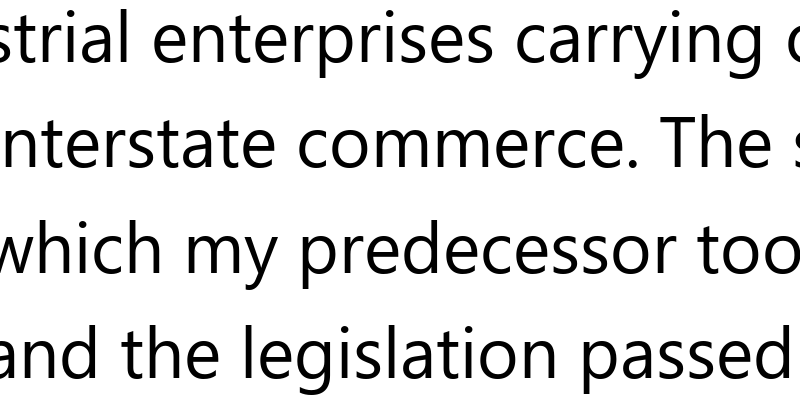 strial enterprises carrying
nterstate commerce. The
which my predecessor too
and the legislation passed